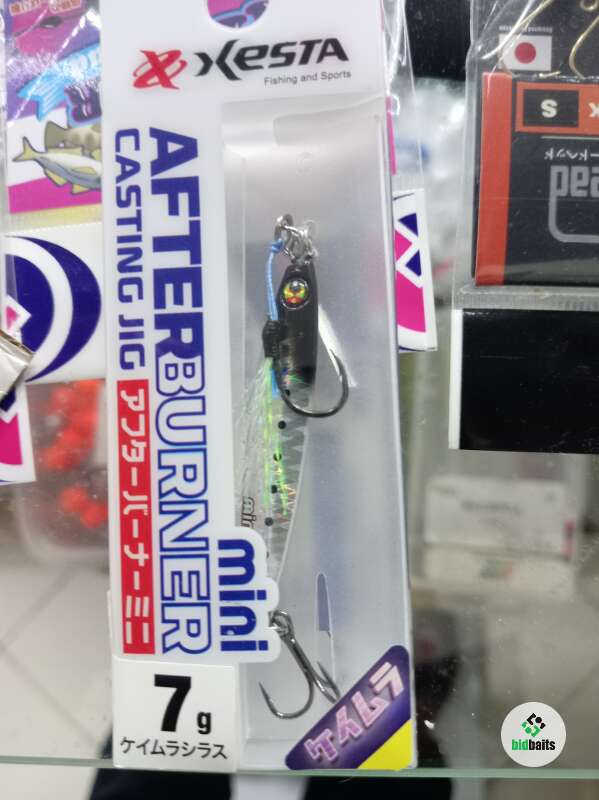 XESTA
Fishing and Sports
AFTERBURNER
mini
CASTING JIG
アフターバーナーミニ
7g
ケイムラシラス
ケイムラ
S
bidbaits